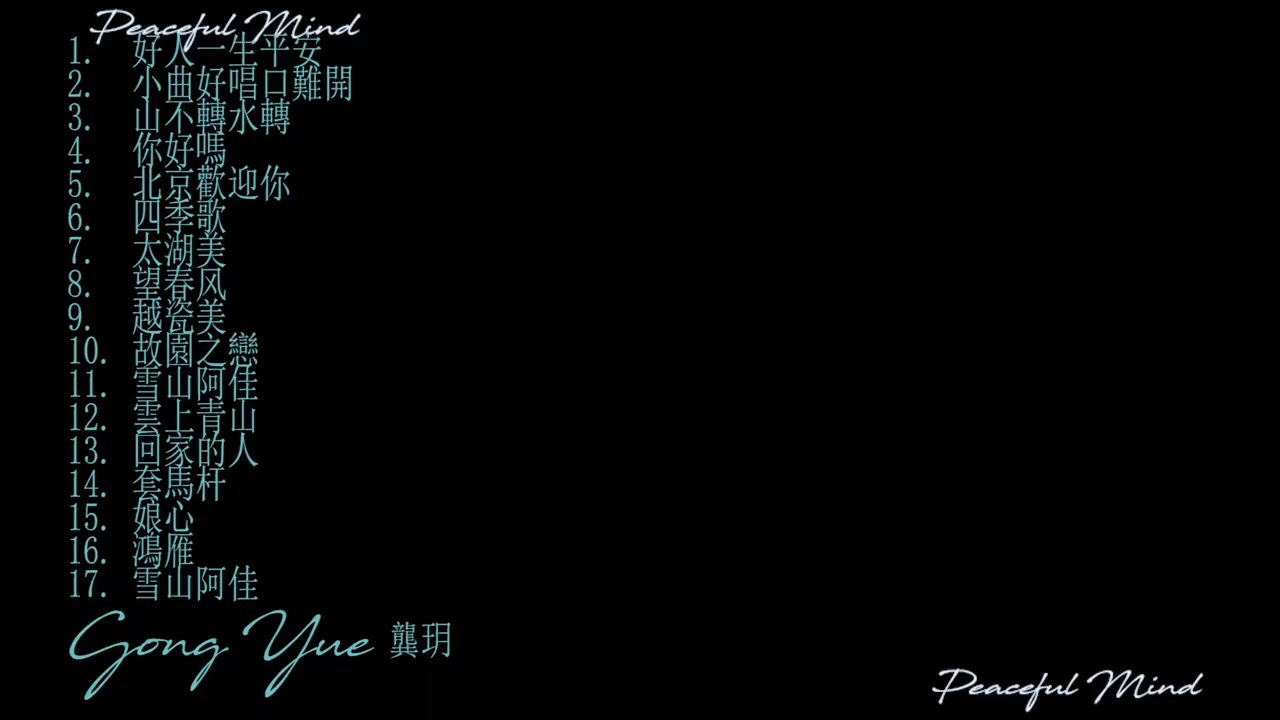 Peaceful Mind
1. 好人一生平安
2. 小曲好唱口難開
3. 山不轉水轉
4. 你好嗎
5. 北京歡迎你
6. 四季歌
7. 太湖美
8. 望春风
9. 越瓷美
10. 故園之戀
11. 雪山阿佳
12. 雲上青山
13. 回家的人
14. 套馬杆
15. 娘心
16. 鴻雁
17. 雪山阿佳
Gong Yue 龔玥
Peaceful Mind